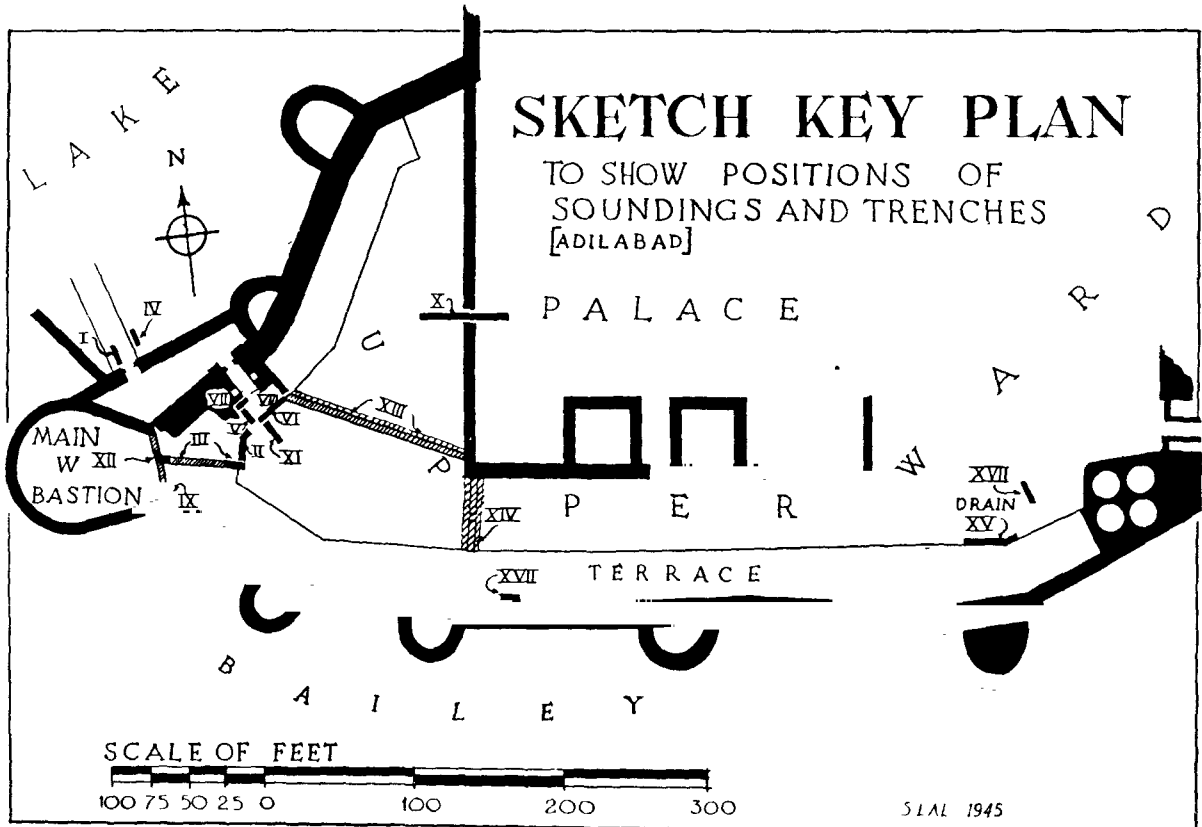 SKETCH KEY PLAN
TO SHOW POSITIONS OF
SOUNDINGS AND TRENCHES
[ADILABAD]
LAKE
N
IV
I
X
PALACE
UPPER WARD
VII
VIII
XIII
V
VI
II
XI
MAIN
W
BASTION
XII
III
IX
XIV
XVII
DRAIN
XV
XVII
TERRACE
BAILEY
SCALE OF FEET
100 75 50 25 0 100 200 300
S LAL 1945